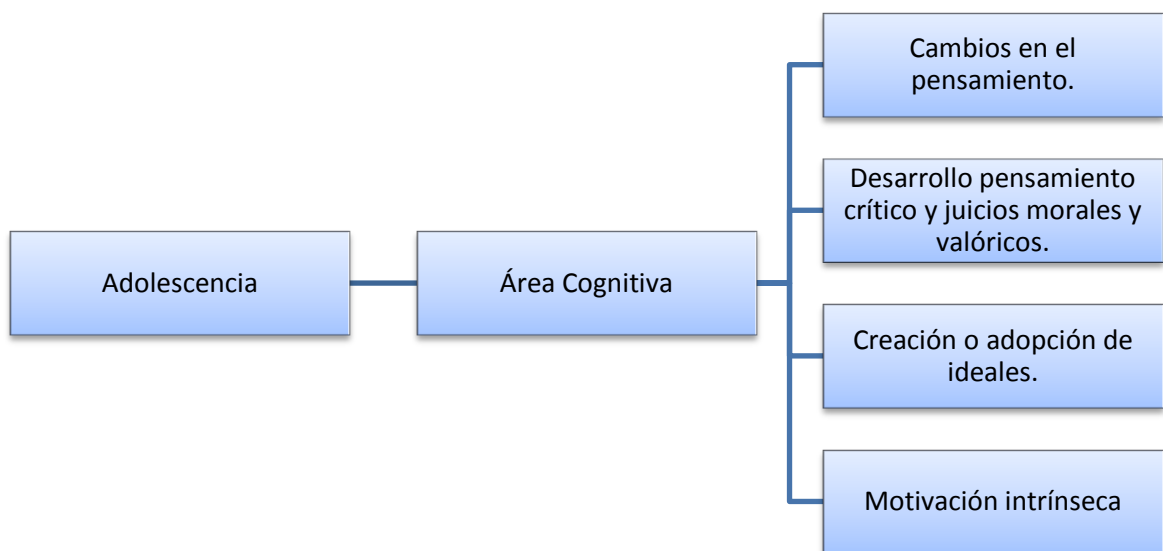 Adolescencia
Área Cognitiva
Cambios en el
pensamiento.
Desarrollo pensamiento
crítico y juicios morales y
valóricos.
Creación o adopción de
ideales.
Motivación intrínseca